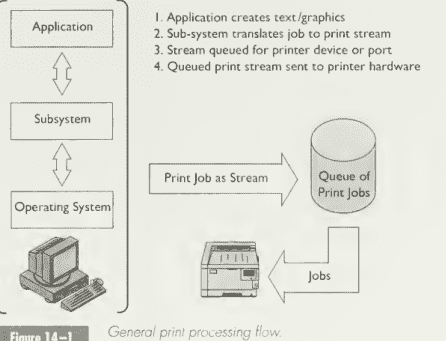 Application
Subsystem
Operating System
1. Application creates text/graphics
2. Sub-system translates job to print stream
3. Stream queued for printer device or port
4. Queued print stream sent to printer hardware
Print Job as Stream
Queue of
Print Jobs
Jobs
Figure 14–1
General print processing flow.